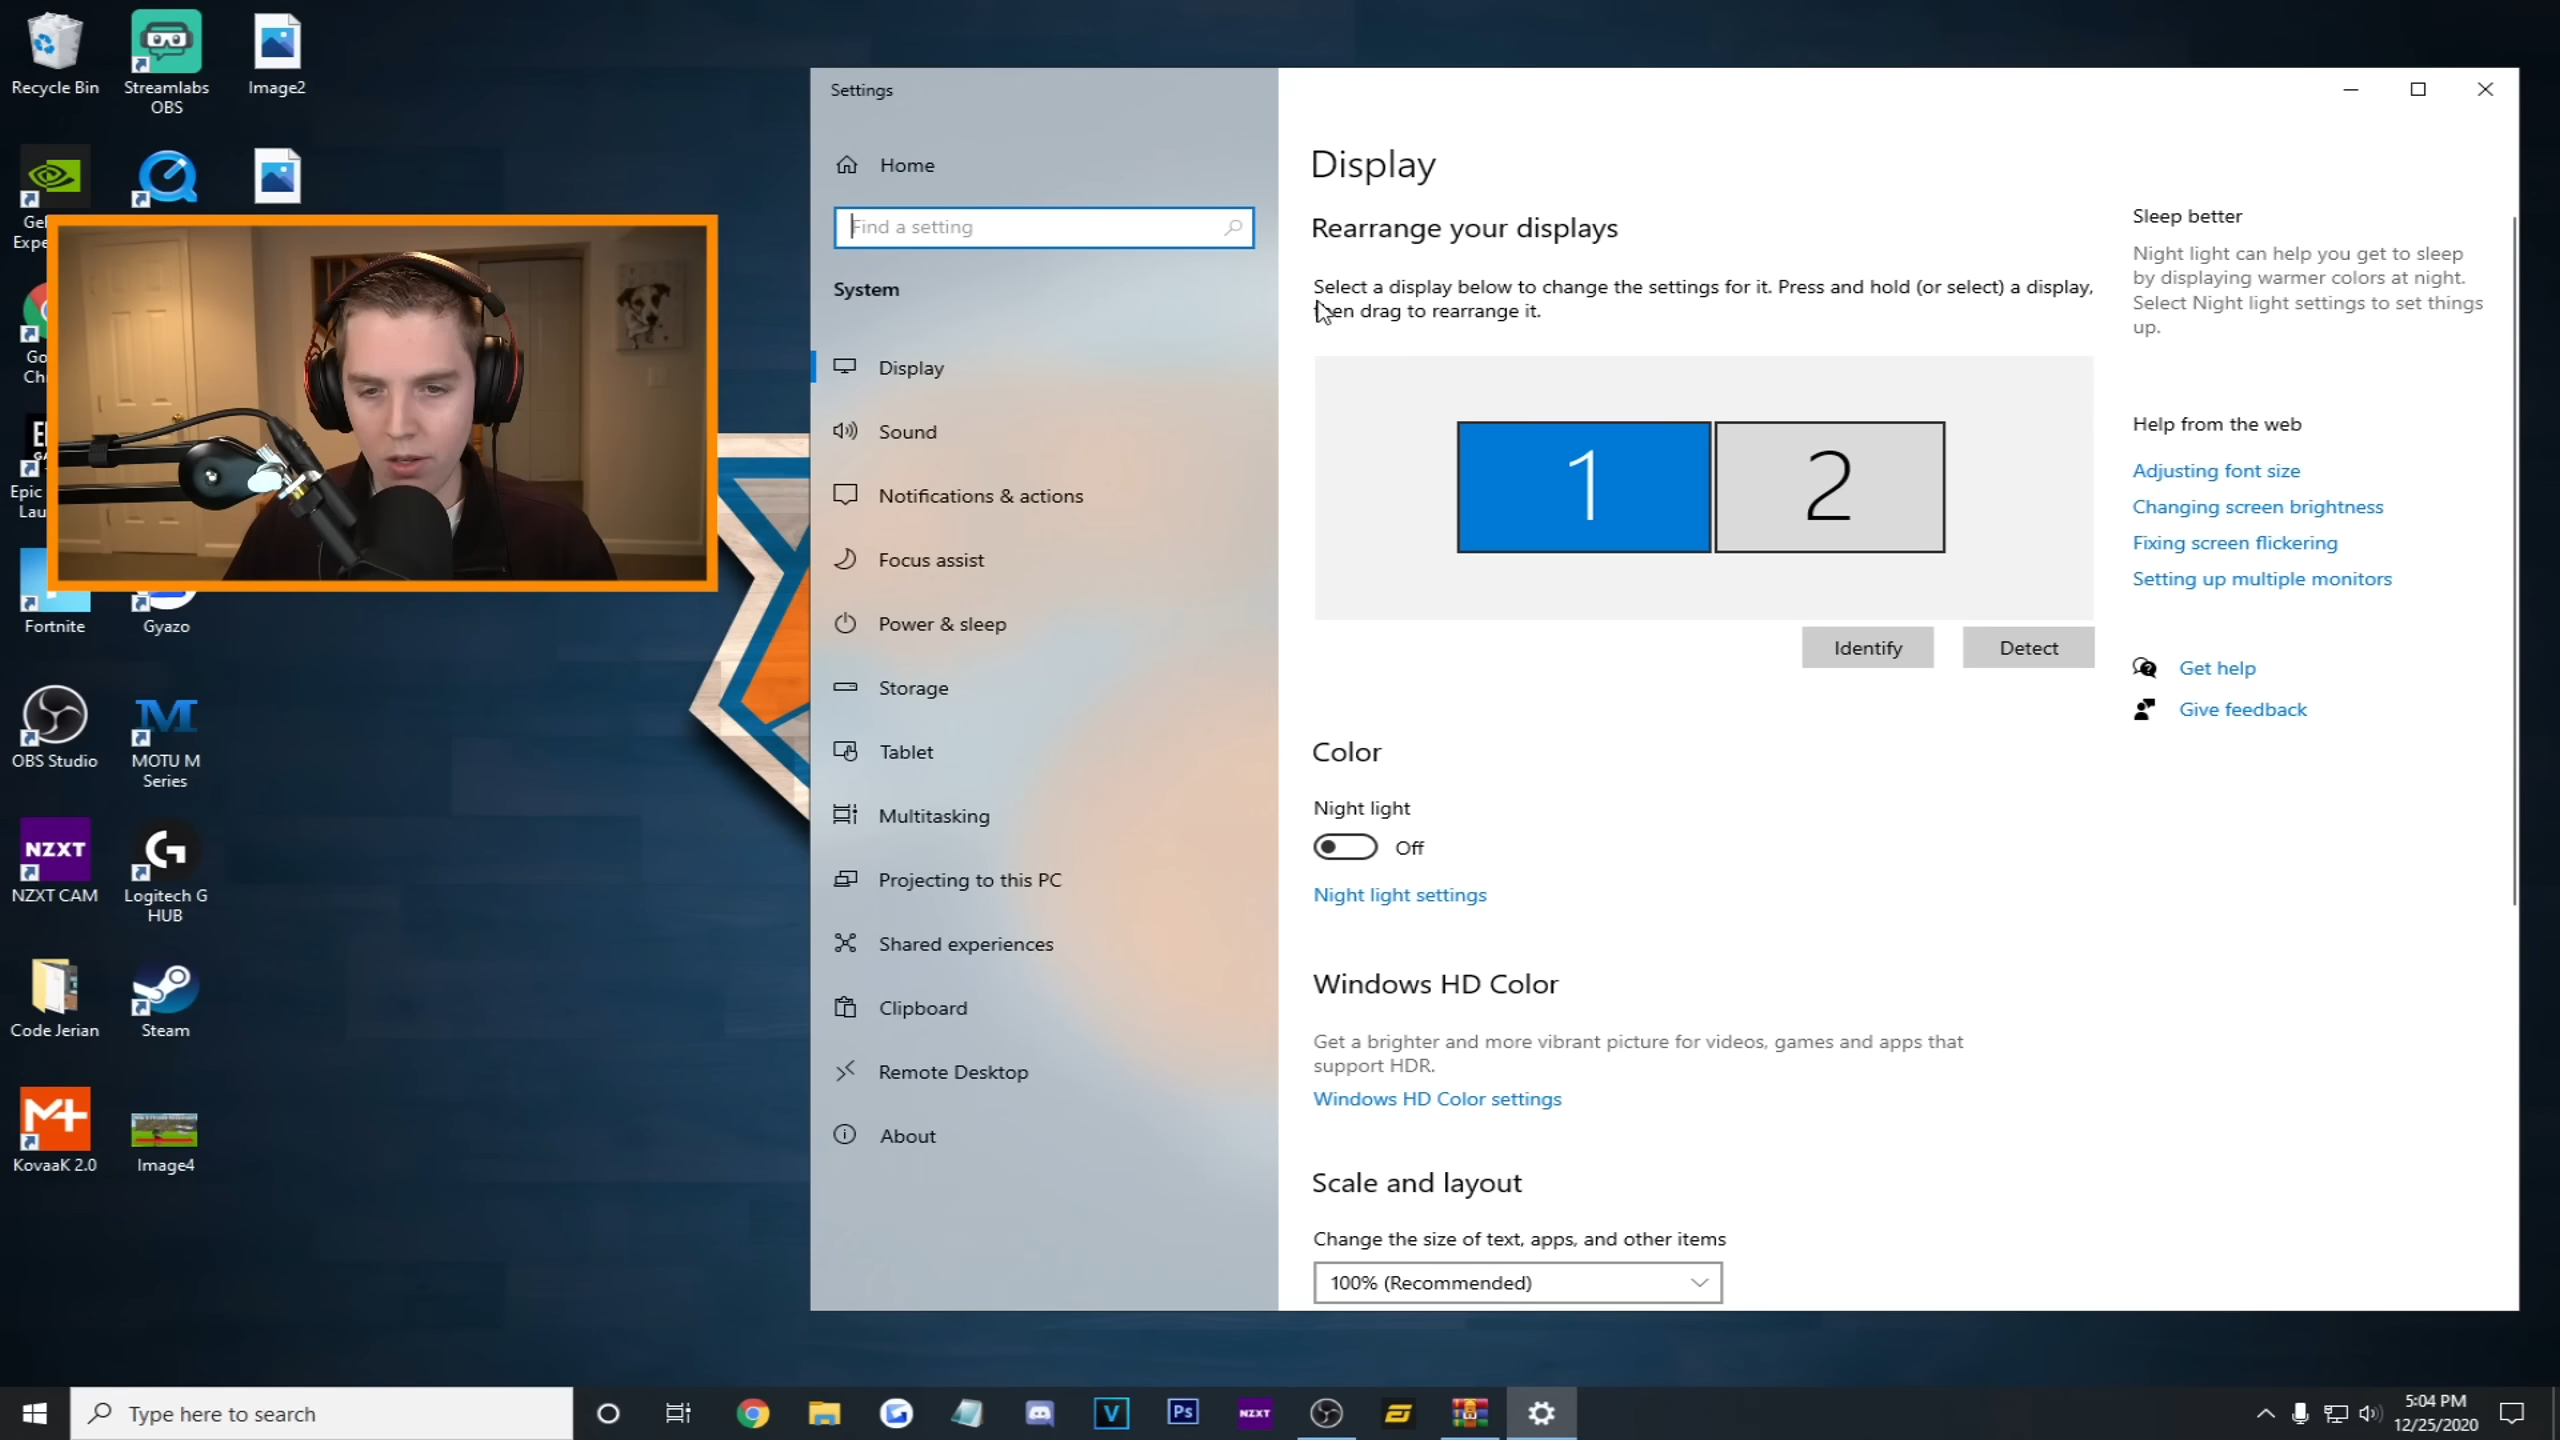 Recycle Bin
Streamlabs
OBS
Image2
Ge
Expe
Go
Ch
E
Epic
Lau
Fortnite
Gyazo
OBS Studio
M
MOTU M
Series
NZXT
NZXT CAM
Logitech G
HUB
Code Jerian
Steam
KovaaK 2.0
Image4
Settings
Home
Find a setting
System
Display
Sound
Notifications & actions
Focus assist
Power & sleep
Storage
Tablet
Multitasking
Projecting to this PC
Shared experiences
Clipboard
Remote Desktop
About
Display
Rearrange your displays
Select a display below to change the settings for it. Press and hold (or select) a display,
then drag to rearrange it.
1
2
Identify
Detect
Color
Night light
Off
Night light settings
Windows HD Color
Get a brighter and more vibrant picture for videos, games and apps that
support HDR.
Windows HD Color settings
Scale and layout
Change the size of text, apps, and other items
100% (Recommended)
Sleep better
Night light can help you get to sleep
by displaying warmer colors at night.
Select Night light settings to set things
up.
Help from the web
Adjusting font size
Changing screen brightness
Fixing screen flickering
Setting up multiple monitors
Get help
Give feedback
Type here to search
V
Ps
NZXT
5:04 PM
12/25/2020